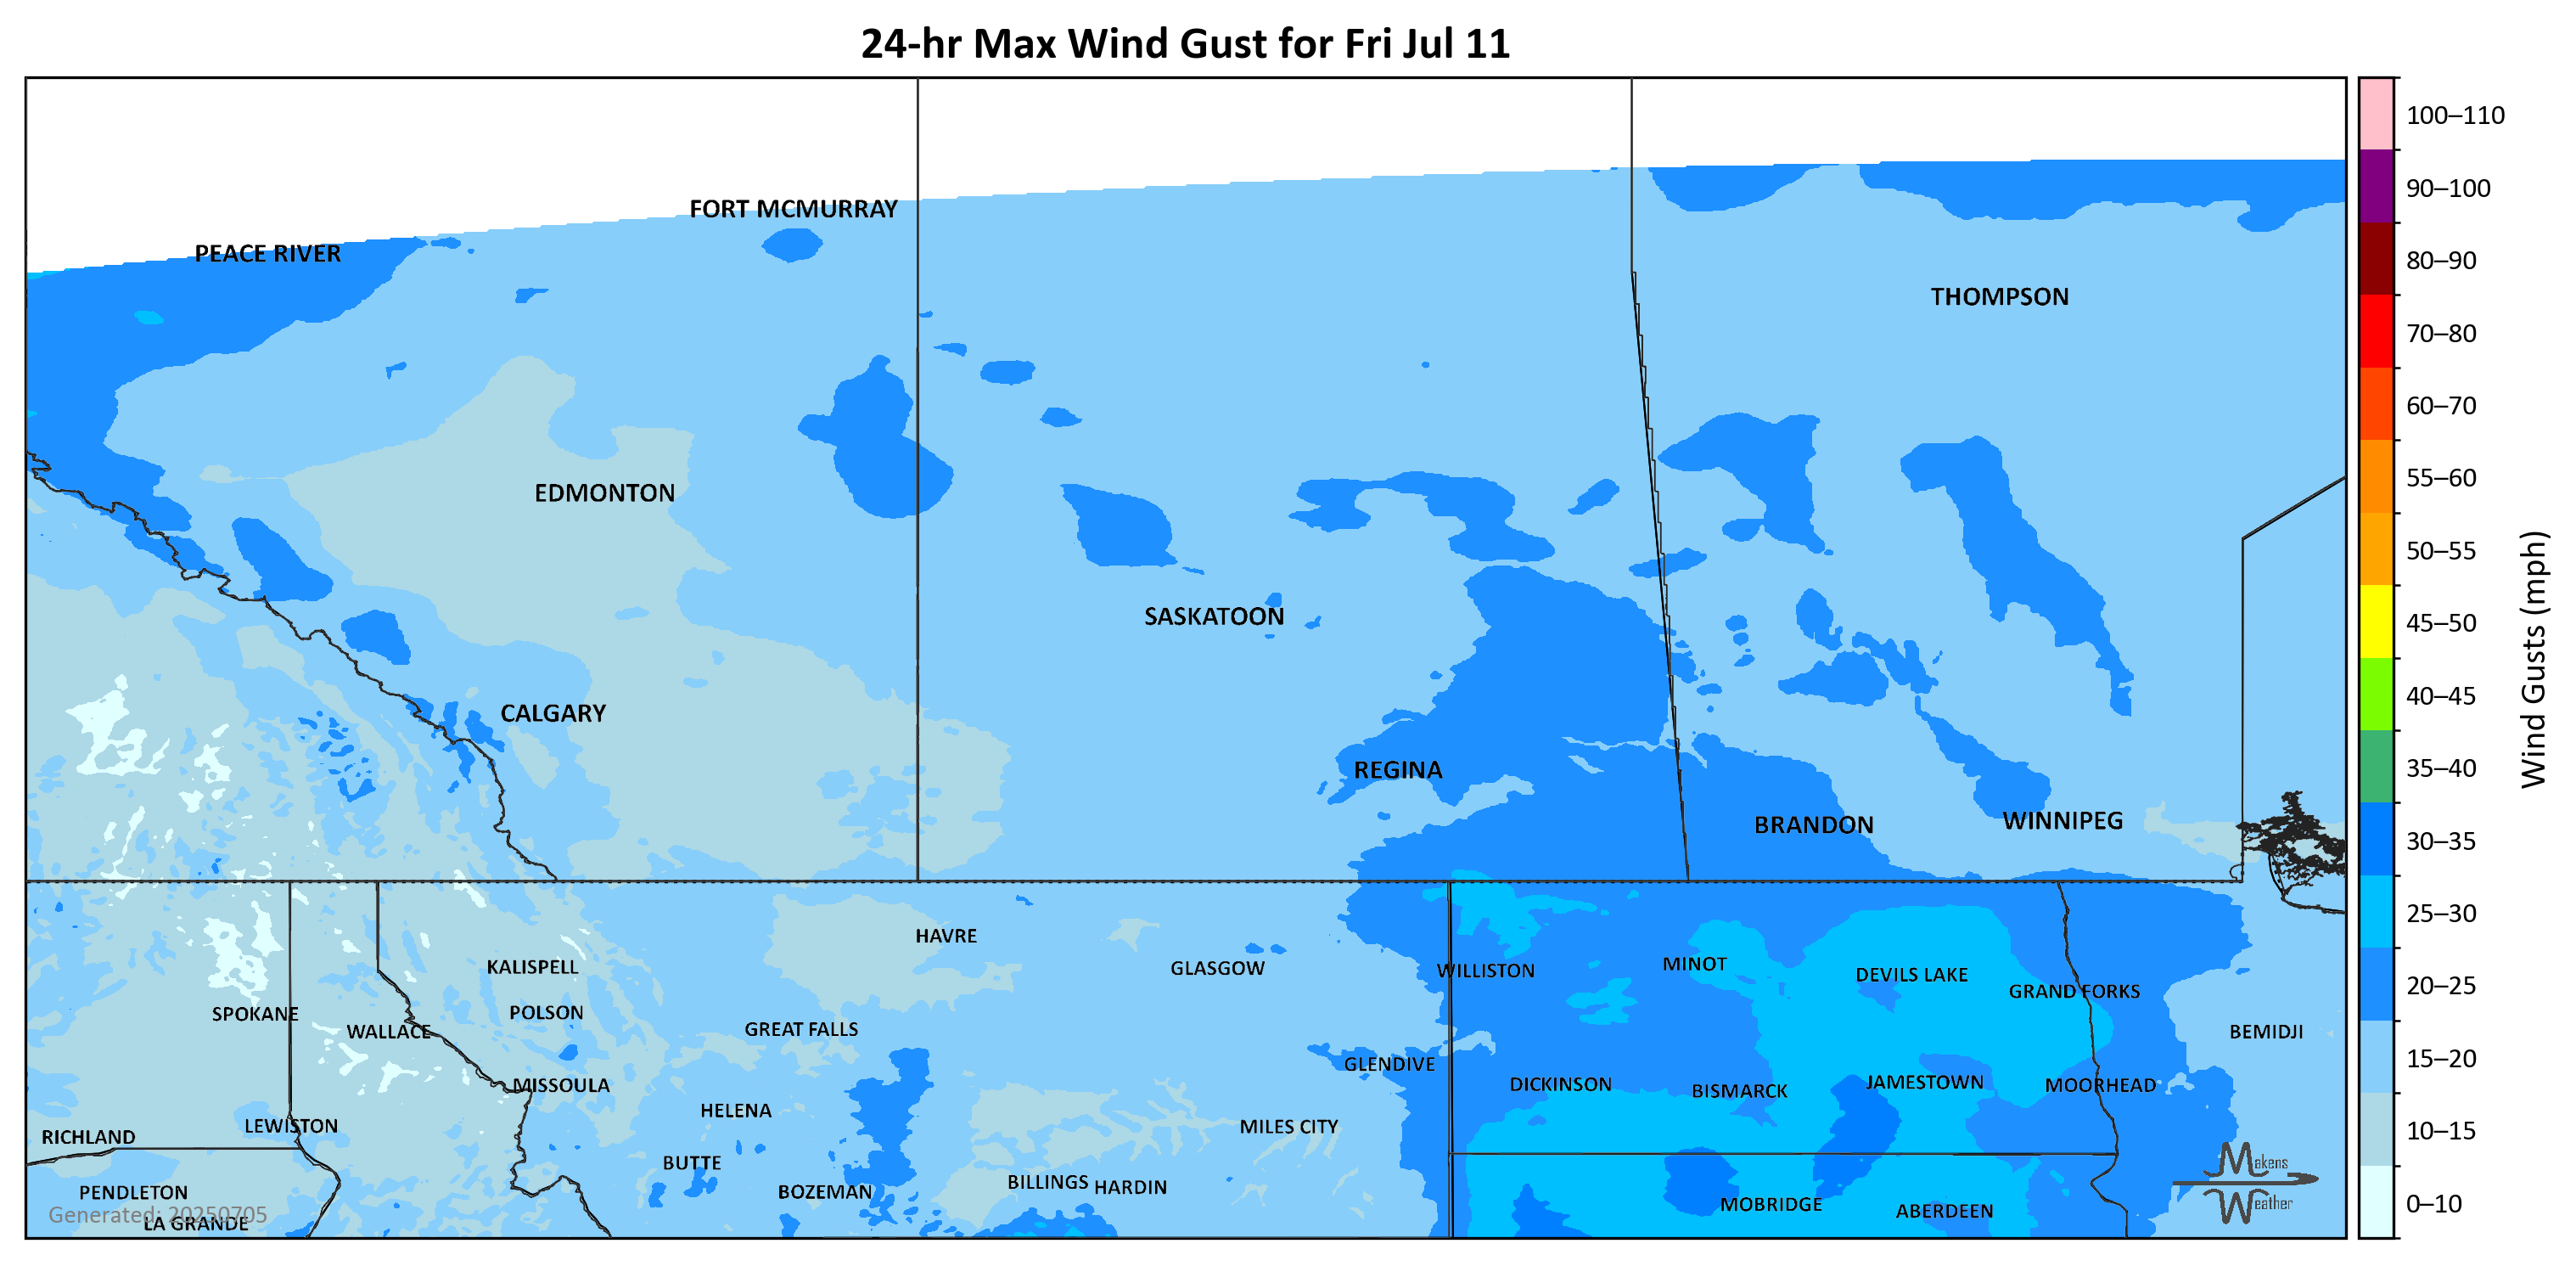 24-hr Max Wind Gust for Fri Jul 11
100–110
90–100
80–90
70–80
60–70
55–60
50–55
45–50
40–45
35–40
30–35
25–30
20–25
15–20
10–15
0–10
Wind Gusts (mph)
FORT MCMURRAY
PEACE RIVER
THOMPSON
EDMONTON
SASKATOON
CALGARY
REGINA
BRANDON
WINNIPEG
HAVRE
KALISPELL
GLASGOW
WILLISTON
MINOT
DEVILS LAKE
GRAND FORKS
SPOKANE
POLSON
WALLACE
GREAT FALLS
BEMIDJI
GLENDIVE
MISSOULA
DICKINSON
BISMARCK
JAMESTOWN
MOORHEAD
HELENA
LEWISTON
MILES CITY
RICHLAND
BUTTE
PENDLETON
BOZEMAN
BILLINGS
HARDIN
MOBRIDGE
ABERDEEN
Generated: 20250705
LA GRANDE
Makens
Weather